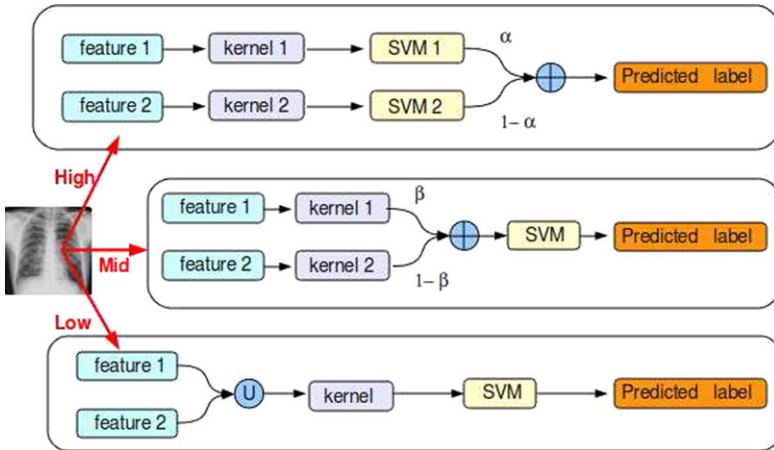 feature 1 kernel 1 SVM 1 α
Predicted label
feature 2 kernel 2 SVM 2
1– α
High
feature 1 kernel 1 β
SVM Predicted label
Mid
feature 2 kernel 2
1– β
Low
feature 1
U kernel SVM Predicted label
feature 2